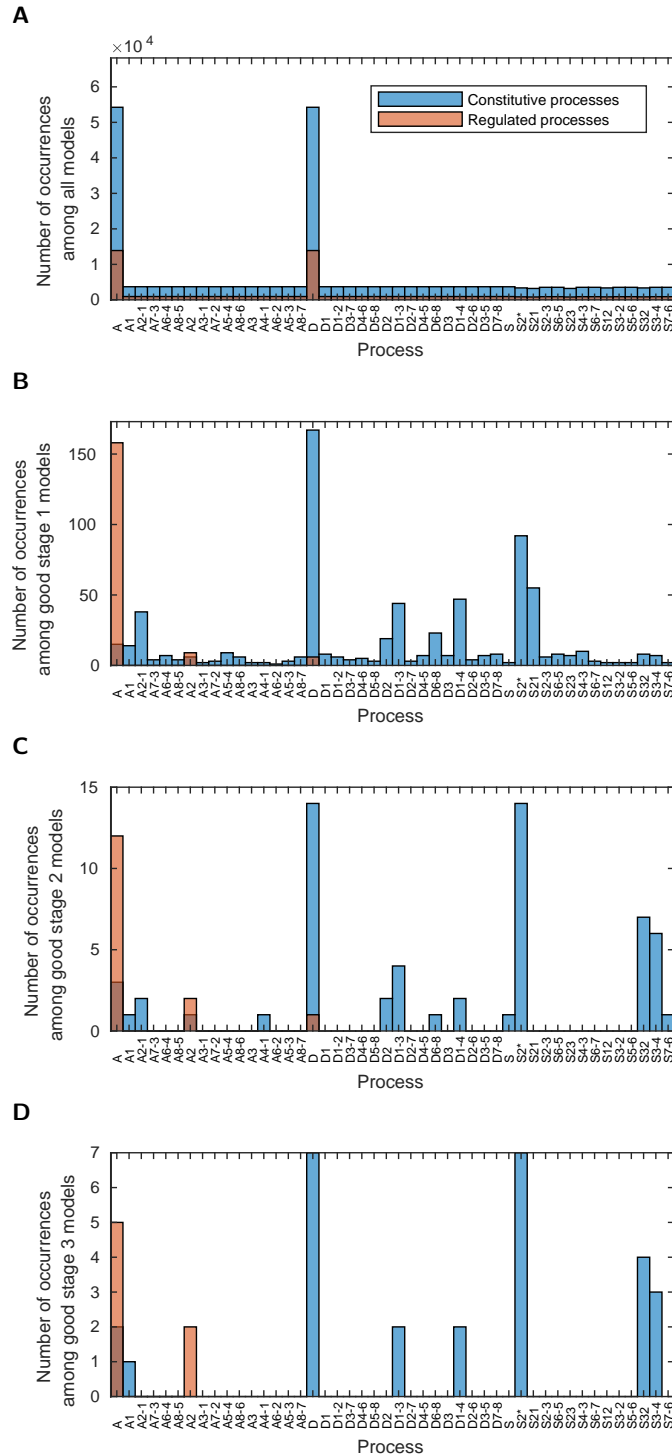 A
×10 4
6
5
4
3
2
1
0
Number of occurrences
among all models
Constitutive processes
Regulated processes
A A1 A2-1 A7-3 A6-4 A8-5 A2 A3-1 A7-2 A5-4 A8-6 A3 A4-1 A6-2 A5-3 A8-7 D D1 D1-2 D3-7 D4-6 D5-8 D2 D1-3 D2-7 D4-5 D6-8 D3 D1-4 D2-6 D3-5 D7-8 S S2* S21 S2-3 S6-5 S23 S4-3 S6-7 S12 S3-2 S5-6 S32 S3-4 S7-6
Process
B
150
100
50
0
Number of occurrences
among good stage 1 models
A A1 A2-1 A7-3 A6-4 A8-5 A2 A3-1 A7-2 A5-4 A8-6 A3 A4-1 A6-2 A5-3 A8-7 D D1 D1-2 D3-7 D4-6 D5-8 D2 D1-3 D2-7 D4-5 D6-8 D3 D1-4 D2-6 D3-5 D7-8 S S2* S21 S2-3 S6-5 S23 S4-3 S6-7 S12 S3-2 S5-6 S32 S3-4 S7-6
Process
C
15
10
5
0
Number of occurrences
among good stage 2 models
A A1 A2-1 A7-3 A6-4 A8-5 A2 A3-1 A7-2 A5-4 A8-6 A3 A4-1 A6-2 A5-3 A8-7 D D1 D1-2 D3-7 D4-6 D5-8 D2 D1-3 D2-7 D4-5 D6-8 D3 D1-4 D2-6 D3-5 D7-8 S S2* S21 S2-3 S6-5 S23 S4-3 S6-7 S12 S3-2 S5-6 S32 S3-4 S7-6
Process
D
7
6
5
4
3
2
1
0
Number of occurrences
among good stage 3 models
A A1 A2-1 A7-3 A6-4 A8-5 A2 A3-1 A7-2 A5-4 A8-6 A3 A4-1 A6-2 A5-3 A8-7 D D1 D1-2 D3-7 D4-6 D5-8 D2 D1-3 D2-7 D4-5 D6-8 D3 D1-4 D2-6 D3-5 D7-8 S S2* S21 S2-3 S6-5 S23 S4-3 S6-7 S12 S3-2 S5-6 S32 S3-4 S7-6
Process